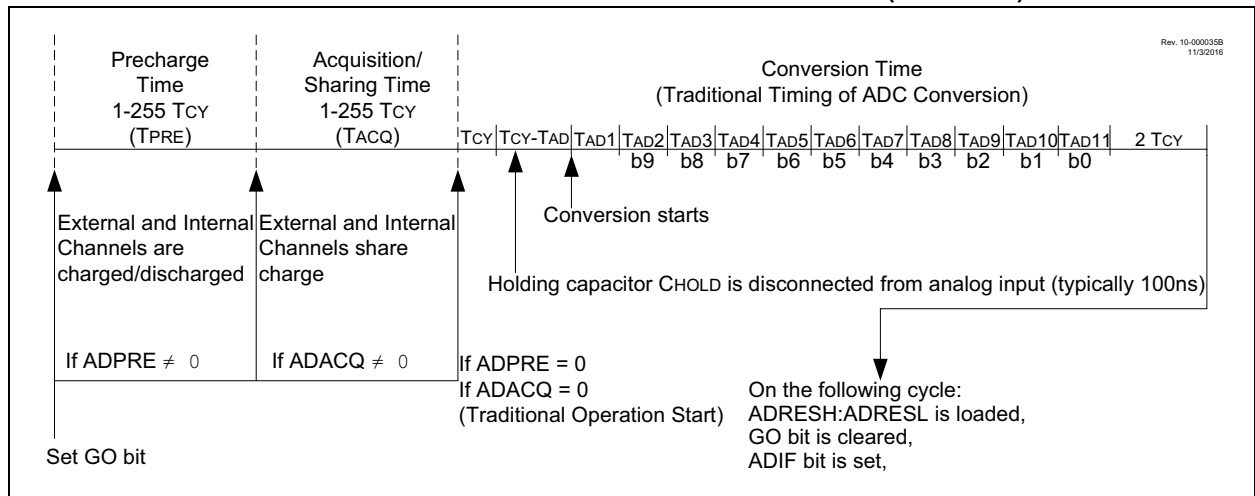 Rev. 10-000035B
11/3/2016
Precharge
Time
1-255 TCY
(TPRE)
Acquisition/
Sharing Time
1-255 TCY
(TACQ)
Conversion Time
(Traditional Timing of ADC Conversion)
TCY TCY-TAD TAD1 TAD2 TAD3 TAD4 TAD5 TAD6 TAD7 TAD8 TAD9 TAD10 TAD11 2 TCY
b9 b8 b7 b6 b5 b4 b3 b2 b1 b0
External and Internal
Channels are
charged/discharged
External and Internal
Channels share
charge
Conversion starts
Holding capacitor CHOLD is disconnected from analog input (typically 100ns)
If ADPRE ≠ 0
If ADACQ ≠ 0
If ADPRE = 0
If ADACQ = 0
(Traditional Operation Start)
On the following cycle:
ADRESH:ADRESL is loaded,
GO bit is cleared,
ADIF bit is set,
Set GO bit